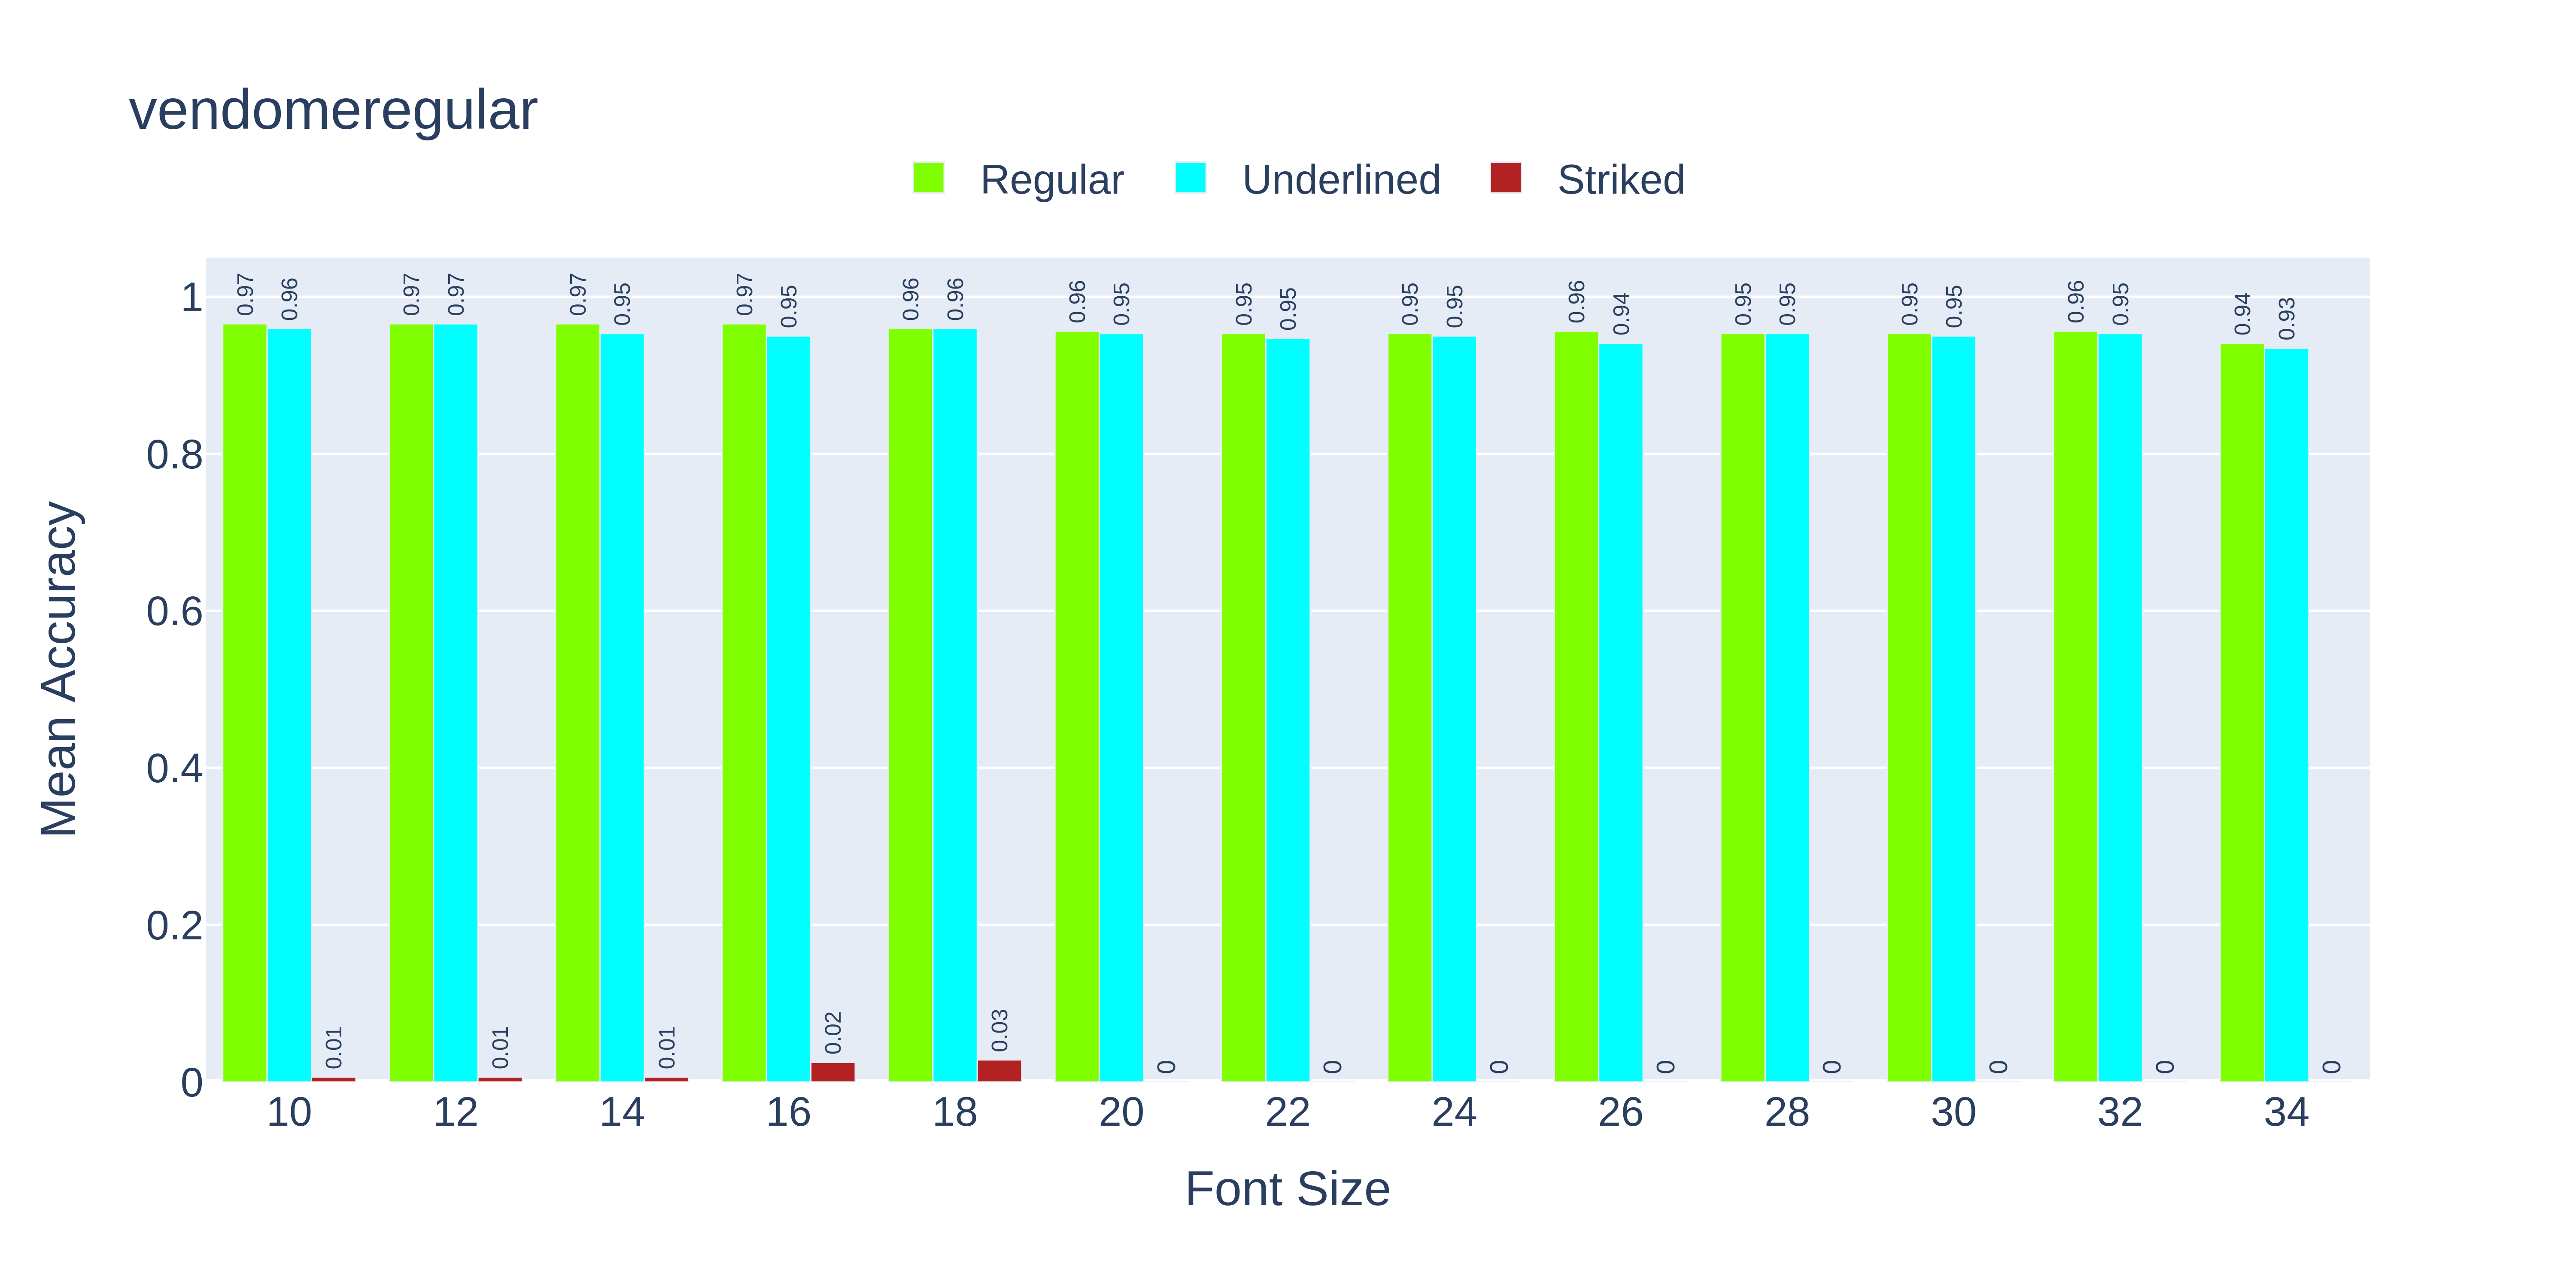 vendomeregular
Regular Underlined Striked
0.97 0.96 0.97 0.97 0.97 0.95 0.97 0.95 0.96 0.96 0.96 0.95 0.95 0.95 0.95 0.95 0.96 0.94 0.95 0.95 0.95 0.95 0.96 0.95 0.94 0.93
1
0.8
0.6
0.4
0.2
0
Mean Accuracy
0.01 0.01 0.01 0.02 0.03 0 0 0 0 0 0 0 0
10 12 14 16 18 20 22 24 26 28 30 32 34
Font Size